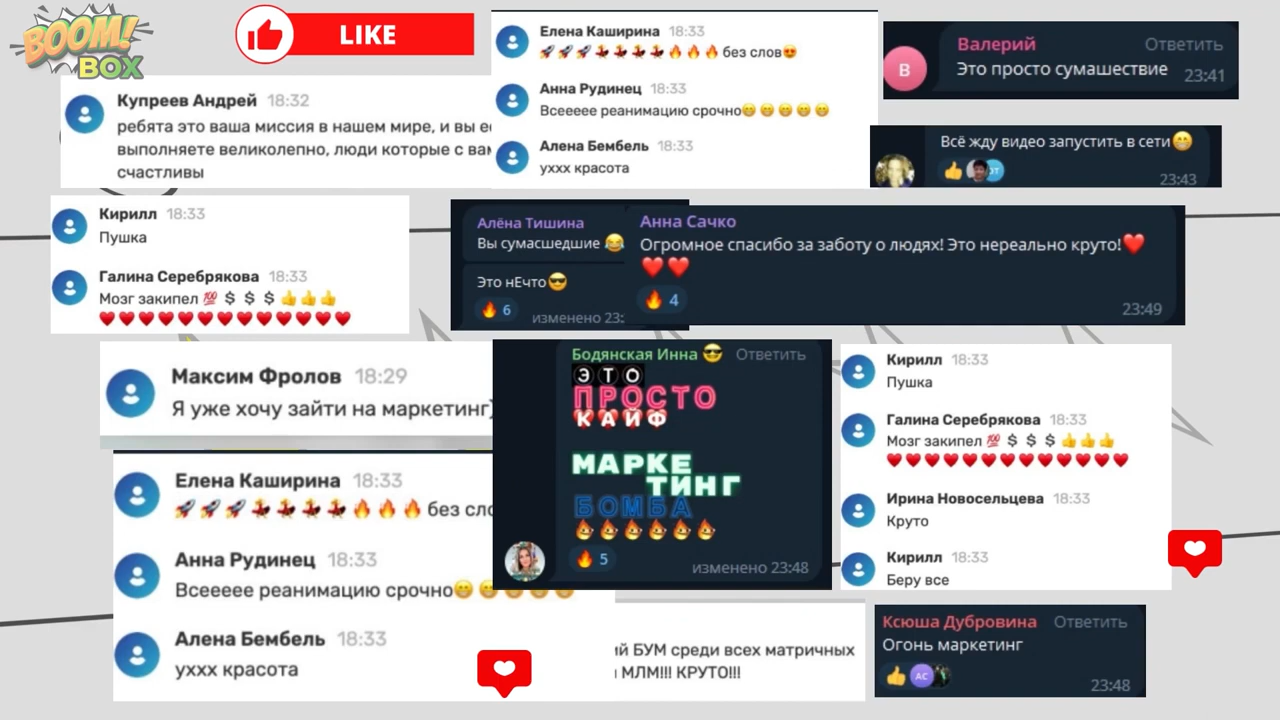 BOOM!
BOX
LIKE
Купреев Андрей 18:32
ребята это ваша миссия в нашем мире, и вы
выполняете великолепно, люди которые с
счастливы
Елена Каширина 18:33
🚀🚀🚀💃💃💃💃🔥🔥🔥 без слов😍
Анна Рудинец 18:33
Всеееее реанимацию срочно😁😁😁😁😁
Алена Бембель 18:33
уххх красота
В
Валерий Ответить
Это просто сумашествие 23:41
Всё жду видео запустить в сети😁
👍 ОТ
23:43
Кирилл 18:33
Пушка
Галина Серебрякова 18:33
Мозг закипел 💯 $ $ $ 👍👍👍
❤️❤️❤️❤️❤️❤️❤️❤️❤️❤️❤️❤️❤️
Алёна Тишина
Вы сумасшедшие 😂
Это нЕчто😎
🔥 6 изменено 23:
Анна Сачко
Огромное спасибо за заботу о людях! Это нереально круто!❤️
❤️❤️
🔥 4
23:49
Максим Фролов 18:29
Я уже хочу зайти на маркетинг)
Елена Каширина 18:33
🚀🚀🚀💃💃💃💃🔥🔥🔥 без
Анна Рудинец 18:33
Всеееее реанимацию срочно😁😁😁😁😁
Алена Бембель 18:33
уххх красота
Бодянская Инна 😎 Ответить
ЭТО
ПРОСТО
КАЙФ
МАРКЕ
ТИНГ
БОМБА
🔥🔥🔥🔥🔥🔥
🔥 5
изменено 23:48
Кирилл 18:33
Пушка
Галина Серебрякова 18:33
Мозг закипел 💯 $ $ $ 👍👍👍
❤️❤️❤️❤️❤️❤️❤️❤️❤️❤️❤️❤️❤️
Ирина Новосельцева 18:33
Круто
Кирилл 18:33
Беру все
ий БУМ среди всех матричных
МЛМ!!! КРУТО!!!
Ксюша Дубровина Ответить
Огонь маркетинг
👍 АС
23:48